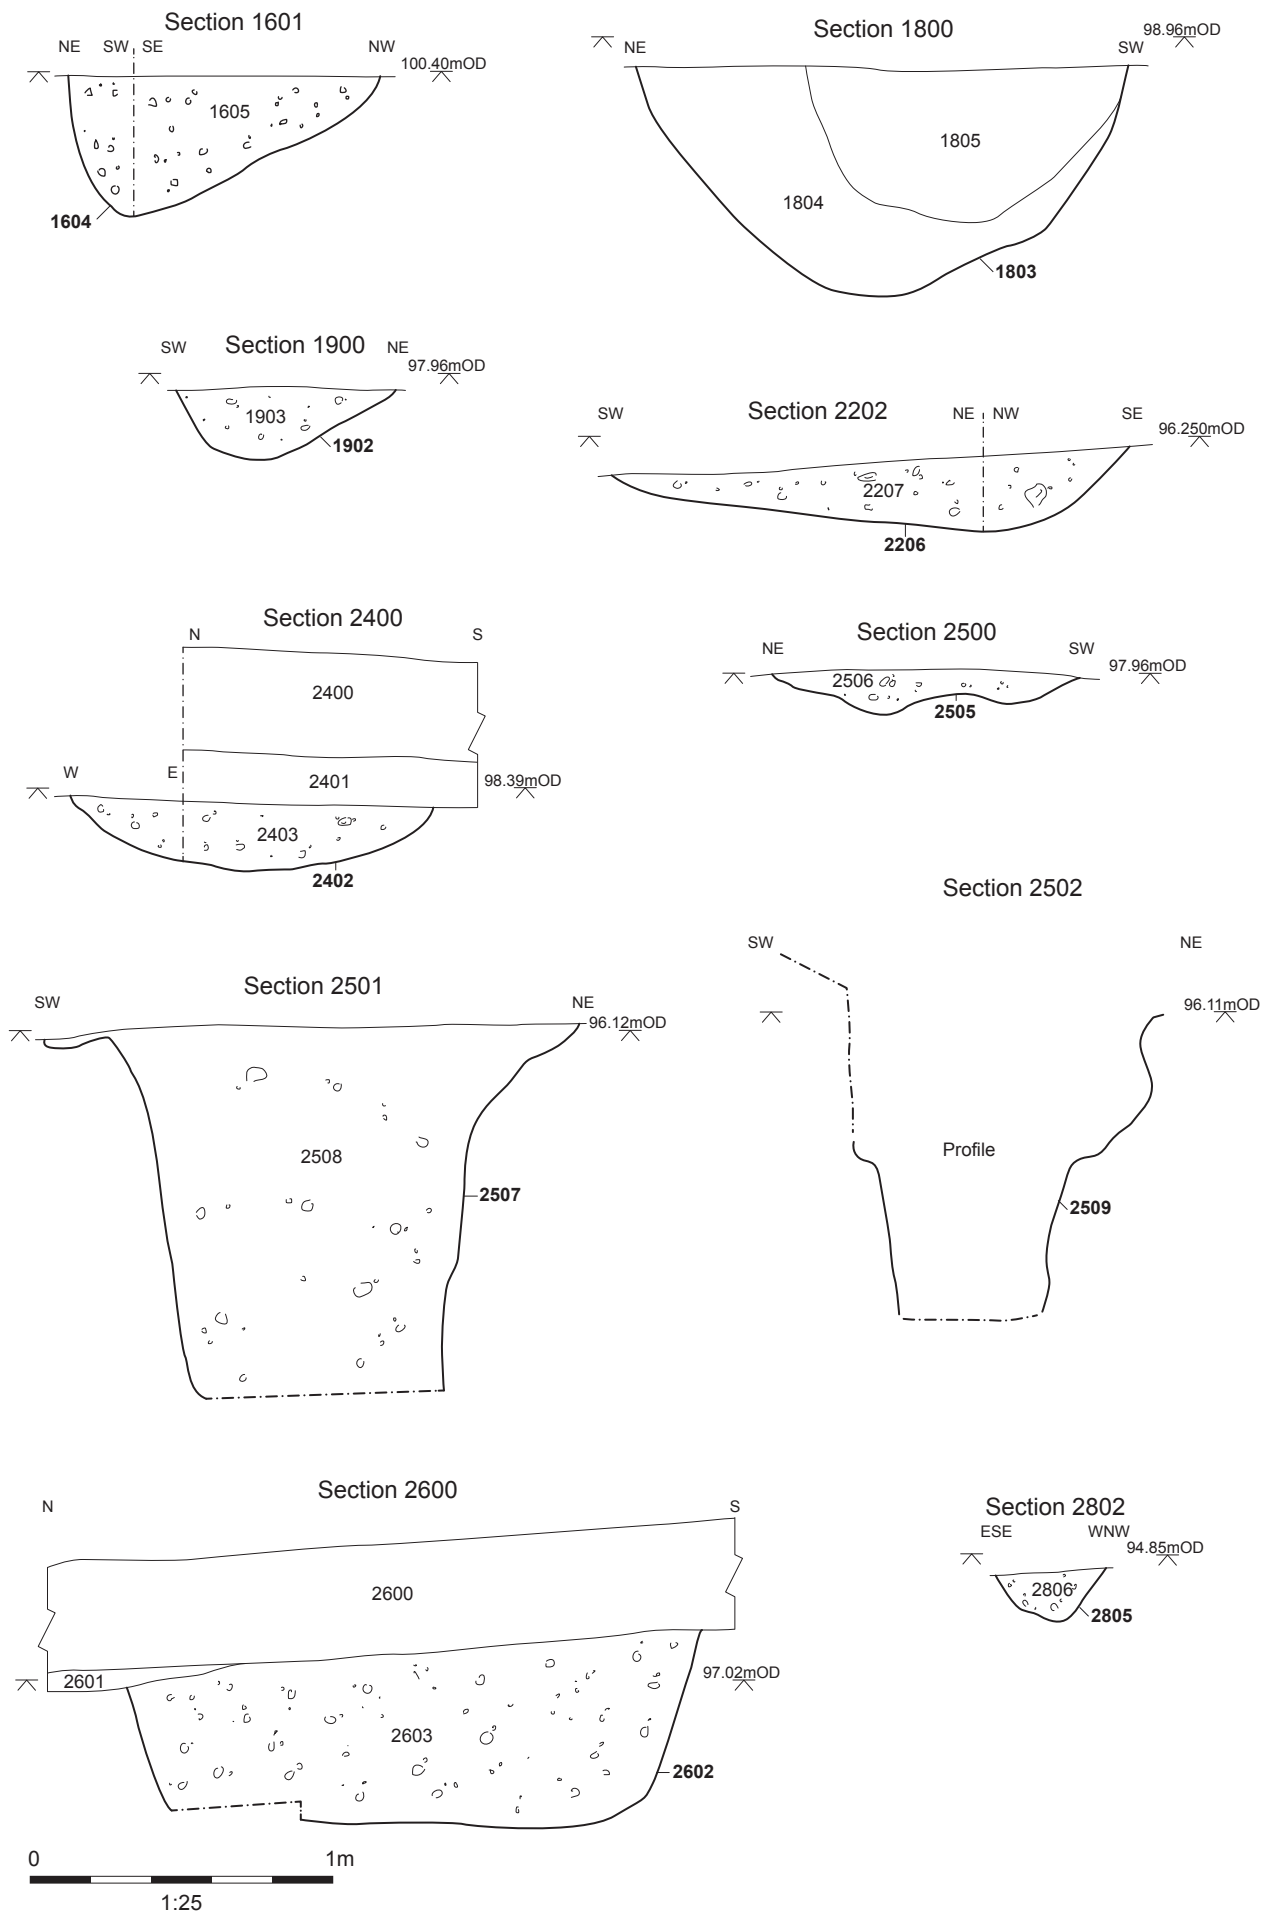 Section 1601
NE SW SE NW
100.40mOD
1605
1604
Section 1800
NE SW
98.96mOD
1805
1804
1803
Section 1900
SW NE
97.96mOD
1903
1902
Section 2202
SW NE NW SE
96.250mOD
2207
2206
Section 2400
N S
2400
W E
2401
98.39mOD
2403
2402
Section 2500
NE SW
97.96mOD
2506
2505
Section 2501
SW NE
96.12mOD
2508
2507
Section 2502
SW NE
96.11mOD
Profile
2509
Section 2600
N S
2600
2601
97.02mOD
2603
2602
Section 2802
ESE WNW
94.85mOD
2806
2805
0 1m
1:25